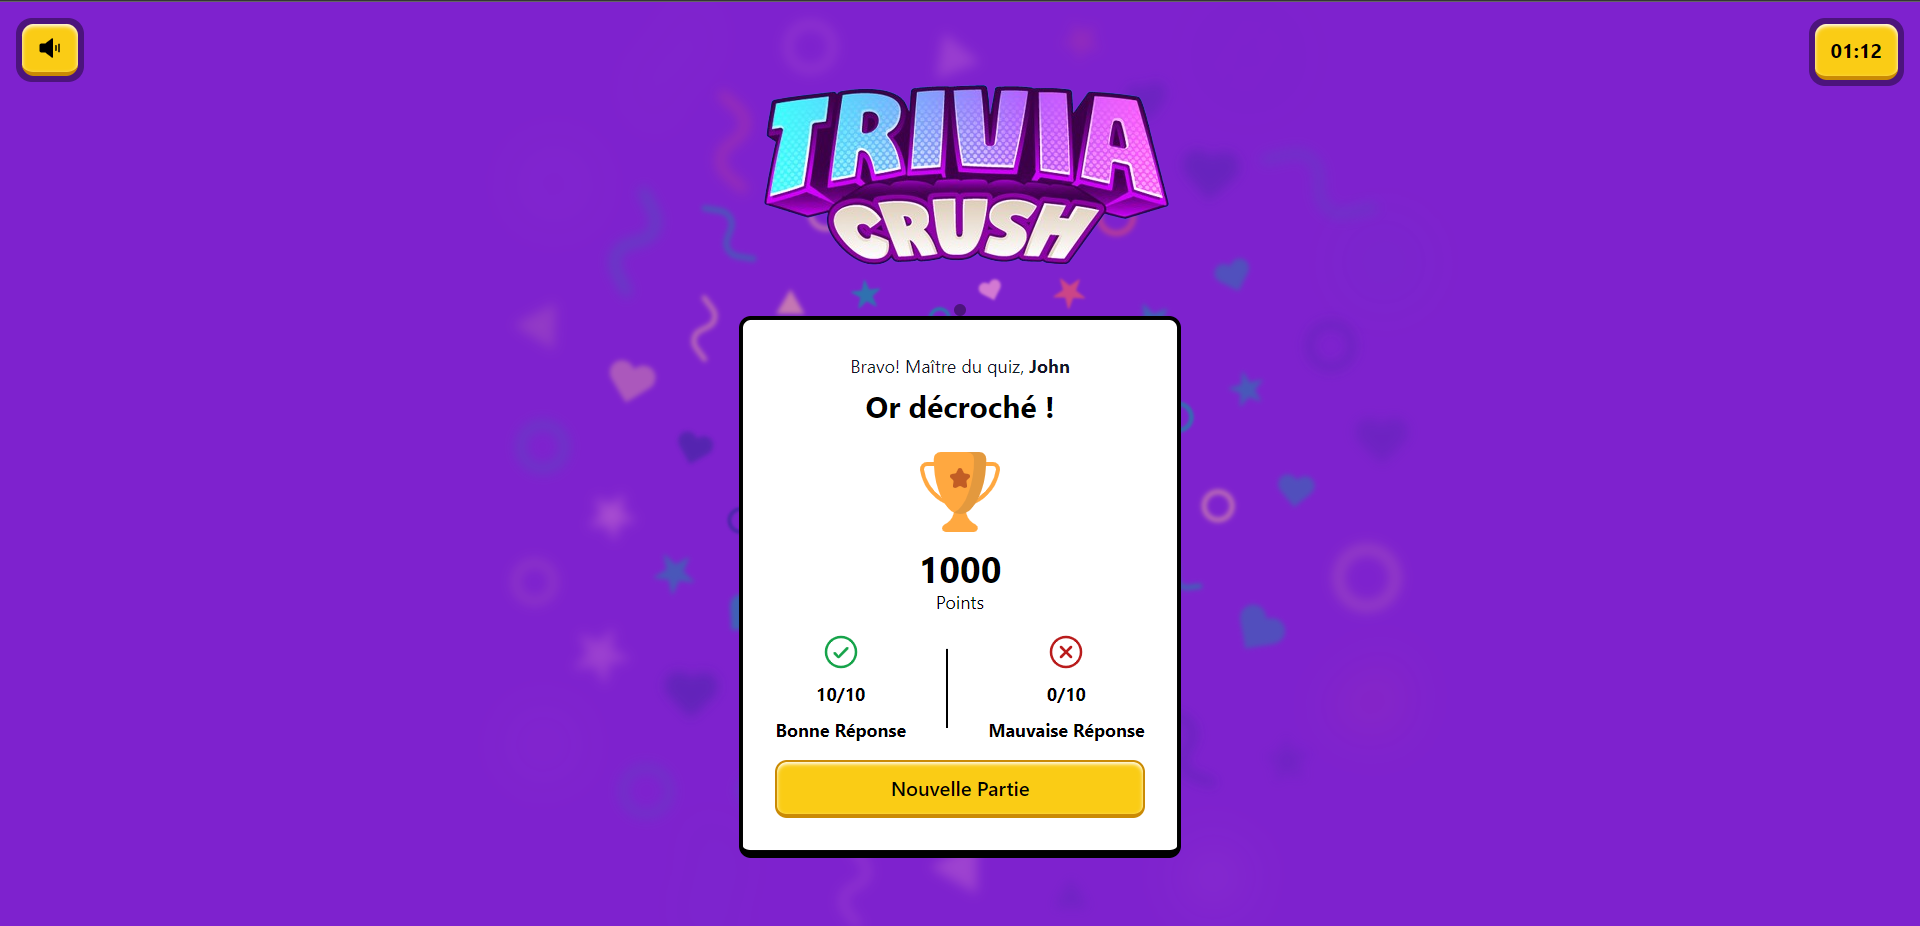 01:12
TRIVIA
CRUSH
Bravo! Maître du quiz, John
Or décroché !
1000
Points
10/10
0/10
Bonne Réponse
Mauvaise Réponse
Nouvelle Partie